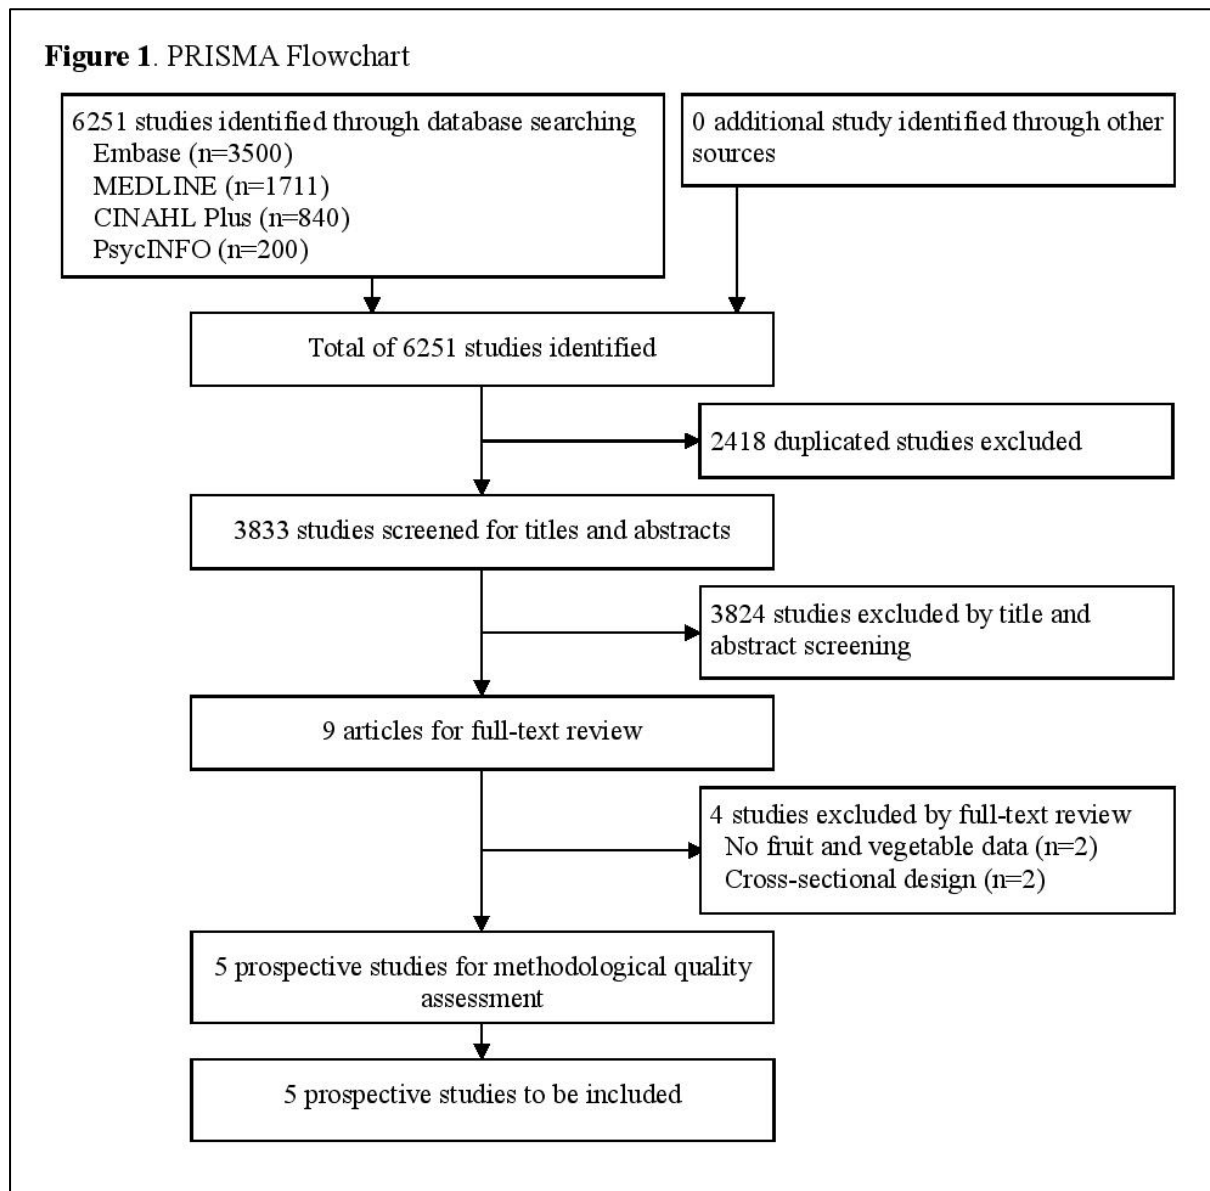 Figure 1. PRISMA Flowchart
6251 studies identified through database searching
Embase (n=3500)
MEDLINE (n=1711)
CINAHL Plus (n=840)
PsycINFO (n=200)
0 additional study identified through other
sources
Total of 6251 studies identified
2418 duplicated studies excluded
3833 studies screened for titles and abstracts
3824 studies excluded by title and
abstract screening
9 articles for full-text review
4 studies excluded by full-text review
No fruit and vegetable data (n=2)
Cross-sectional design (n=2)
5 prospective studies for methodological quality
assessment
5 prospective studies to be included